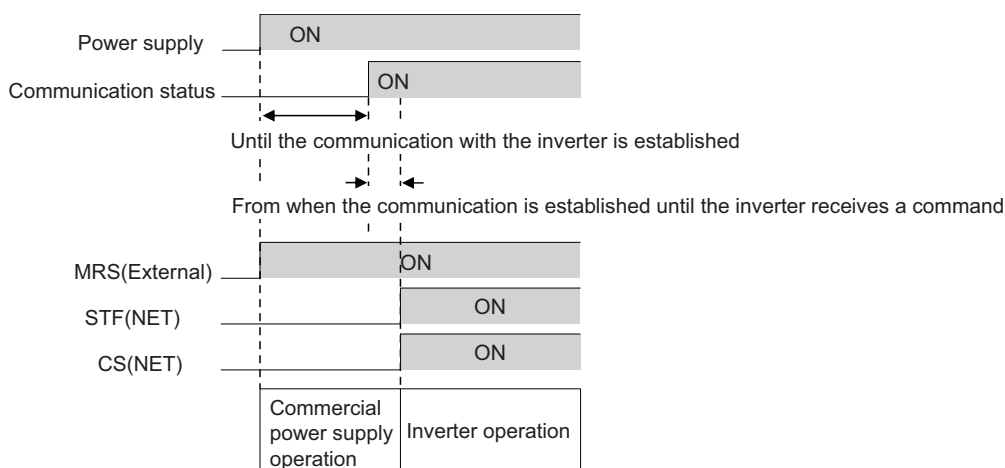 Power supply
ON
Communication status
ON
Until the communication with the inverter is established
From when the communication is established until the inverter receives a command
MRS(External)
ON
STF(NET)
ON
CS(NET)
ON
Commercial
power supply
operation
Inverter operation